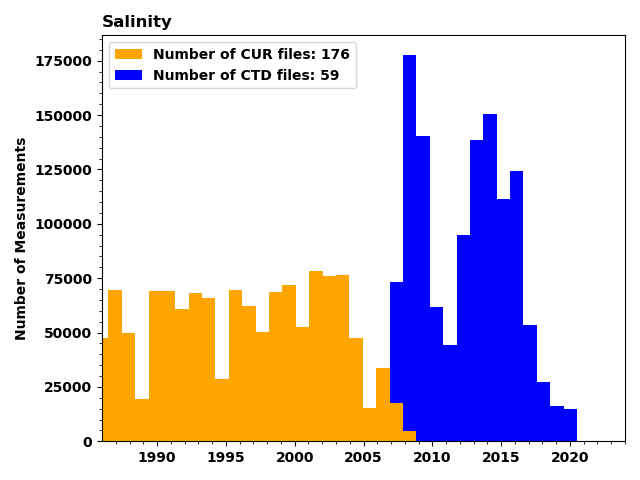 Salinity
Number of CUR files: 176
Number of CTD files: 59
Number of Measurements
175000
150000
125000
100000
75000
50000
25000
0
1990 1995 2000 2005 2010 2015 2020